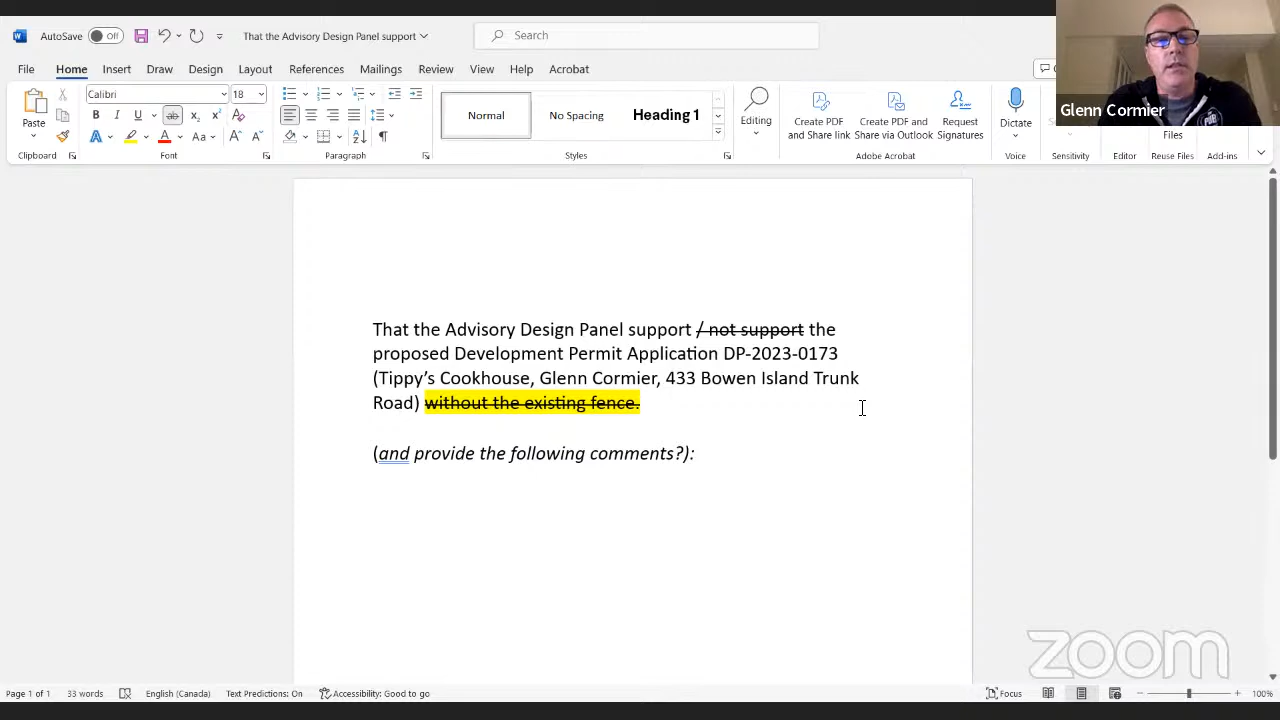 AutoSave Off That the Advisory Design Panel support Search
File Home Insert Draw Design Layout References Mailings Review View Help Acrobat
Glenn Cormier
Paste Calibri 18 Normal No Spacing Heading 1 Editing Create PDF and Share link Create PDF and Share via Outlook Request Signatures Dictate Files
Clipboard Font Paragraph Styles Adobe Acrobat Voice Sensitivity Editor Reuse Files Add-ins
That the Advisory Design Panel support / not support the
proposed Development Permit Application DP-2023-0173
(Tippy’s Cookhouse, Glenn Cormier, 433 Bowen Island Trunk
Road) without the existing fence.
(and provide the following comments?):
zoom
Page 1 of 1 33 words English (Canada) Text Predictions: On Accessibility: Good to go Focus 100%